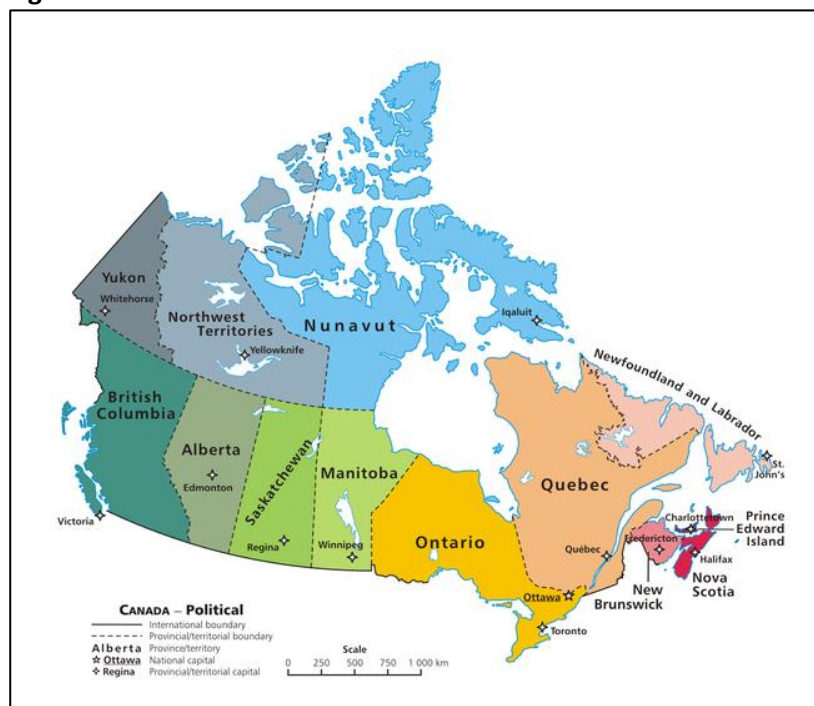 Yukon
Whitehorse
Northwest
Territories
Yellowknife
Nunavut
Iqaluit
British
Columbia
Victoria
Alberta
Edmonton
Saskatchewan
Regina
Manitoba
Winnipeg
Ontario
Ottawa
Toronto
Quebec
Québec
Newfoundland and Labrador
St.
John's
Charlottetown
Prince
Edward
Island
Fredericton
Halifax
New
Brunswick
Nova
Scotia
CANADA – Political
International boundary
Provincial/territorial boundary
Alberta Province/territory
Ottawa National capital
Regina Provincial/territorial capital
Scale
0 250 500 750 1 000 km